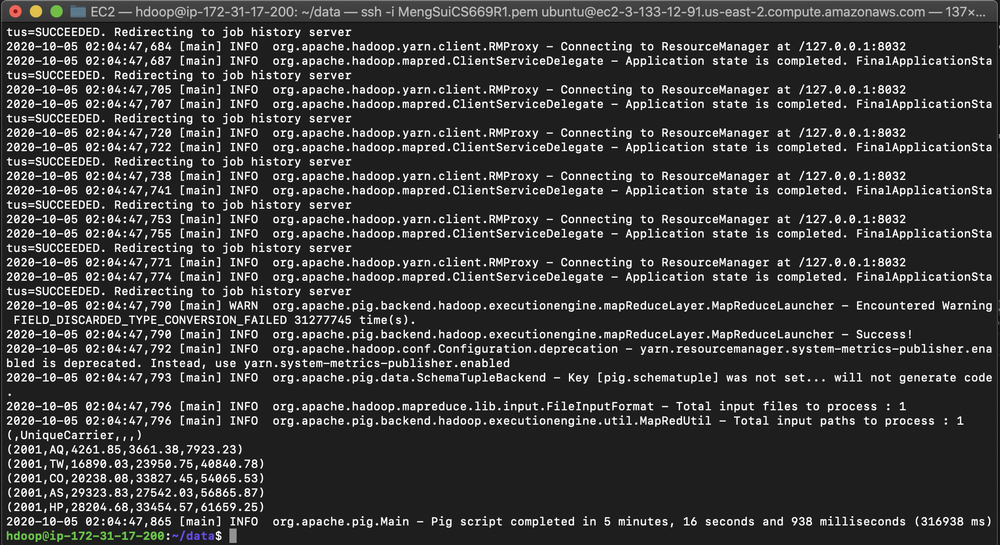 EC2 — hdoop@ip-172-31-17-200: ~/data — ssh -i MengSuiCS669R1.pem ubuntu@ec2-3-133-12-91.us-east-2.compute.amazonaws.com — 137×...
tus=SUCCEEDED. Redirecting to job history server
2020-10-05 02:04:47,684 [main] INFO  org.apache.hadoop.yarn.client.RMProxy - Connecting to ResourceManager at /127.0.0.1:8032
2020-10-05 02:04:47,687 [main] INFO  org.apache.hadoop.mapred.ClientServiceDelegate - Application state is completed. FinalApplicationSta
tus=SUCCEEDED. Redirecting to job history server
2020-10-05 02:04:47,705 [main] INFO  org.apache.hadoop.yarn.client.RMProxy - Connecting to ResourceManager at /127.0.0.1:8032
2020-10-05 02:04:47,707 [main] INFO  org.apache.hadoop.mapred.ClientServiceDelegate - Application state is completed. FinalApplicationSta
tus=SUCCEEDED. Redirecting to job history server
2020-10-05 02:04:47,720 [main] INFO  org.apache.hadoop.yarn.client.RMProxy - Connecting to ResourceManager at /127.0.0.1:8032
2020-10-05 02:04:47,722 [main] INFO  org.apache.hadoop.mapred.ClientServiceDelegate - Application state is completed. FinalApplicationSta
tus=SUCCEEDED. Redirecting to job history server
2020-10-05 02:04:47,738 [main] INFO  org.apache.hadoop.yarn.client.RMProxy - Connecting to ResourceManager at /127.0.0.1:8032
2020-10-05 02:04:47,741 [main] INFO  org.apache.hadoop.mapred.ClientServiceDelegate - Application state is completed. FinalApplicationSta
tus=SUCCEEDED. Redirecting to job history server
2020-10-05 02:04:47,753 [main] INFO  org.apache.hadoop.yarn.client.RMProxy - Connecting to ResourceManager at /127.0.0.1:8032
2020-10-05 02:04:47,755 [main] INFO  org.apache.hadoop.mapred.ClientServiceDelegate - Application state is completed. FinalApplicationSta
tus=SUCCEEDED. Redirecting to job history server
2020-10-05 02:04:47,771 [main] INFO  org.apache.hadoop.yarn.client.RMProxy - Connecting to ResourceManager at /127.0.0.1:8032
2020-10-05 02:04:47,774 [main] INFO  org.apache.hadoop.mapred.ClientServiceDelegate - Application state is completed. FinalApplicationSta
tus=SUCCEEDED. Redirecting to job history server
2020-10-05 02:04:47,790 [main] WARN  org.apache.pig.backend.hadoop.executionengine.mapReduceLayer.MapReduceLauncher - Encountered Warning
 FIELD_DISCARDED_TYPE_CONVERSION_FAILED 31277745 time(s).
2020-10-05 02:04:47,790 [main] INFO  org.apache.pig.backend.hadoop.executionengine.mapReduceLayer.MapReduceLauncher - Success!
2020-10-05 02:04:47,792 [main] INFO  org.apache.hadoop.conf.Configuration.deprecation - yarn.resourcemanager.system-metrics-publisher.ena
bled is deprecated. Instead, use yarn.system-metrics-publisher.enabled
2020-10-05 02:04:47,793 [main] INFO  org.apache.pig.data.SchemaTupleBackend - Key [pig.schematuple] was not set... will not generate code
.
2020-10-05 02:04:47,796 [main] INFO  org.apache.hadoop.mapreduce.lib.input.FileInputFormat - Total input files to process : 1
2020-10-05 02:04:47,796 [main] INFO  org.apache.pig.backend.hadoop.executionengine.util.MapRedUtil - Total input paths to process : 1
(,UniqueCarrier,,,)
(2001,AQ,4261.85,3661.38,7923.23)
(2001,TW,16890.03,23950.75,40840.78)
(2001,CO,20238.08,33827.45,54065.53)
(2001,AS,29323.83,27542.03,56865.87)
(2001,HP,28204.68,33454.57,61659.25)
2020-10-05 02:04:47,865 [main] INFO  org.apache.pig.Main - Pig script completed in 5 minutes, 16 seconds and 938 milliseconds (316938 ms)
hdoop@ip-172-31-17-200:~/data$